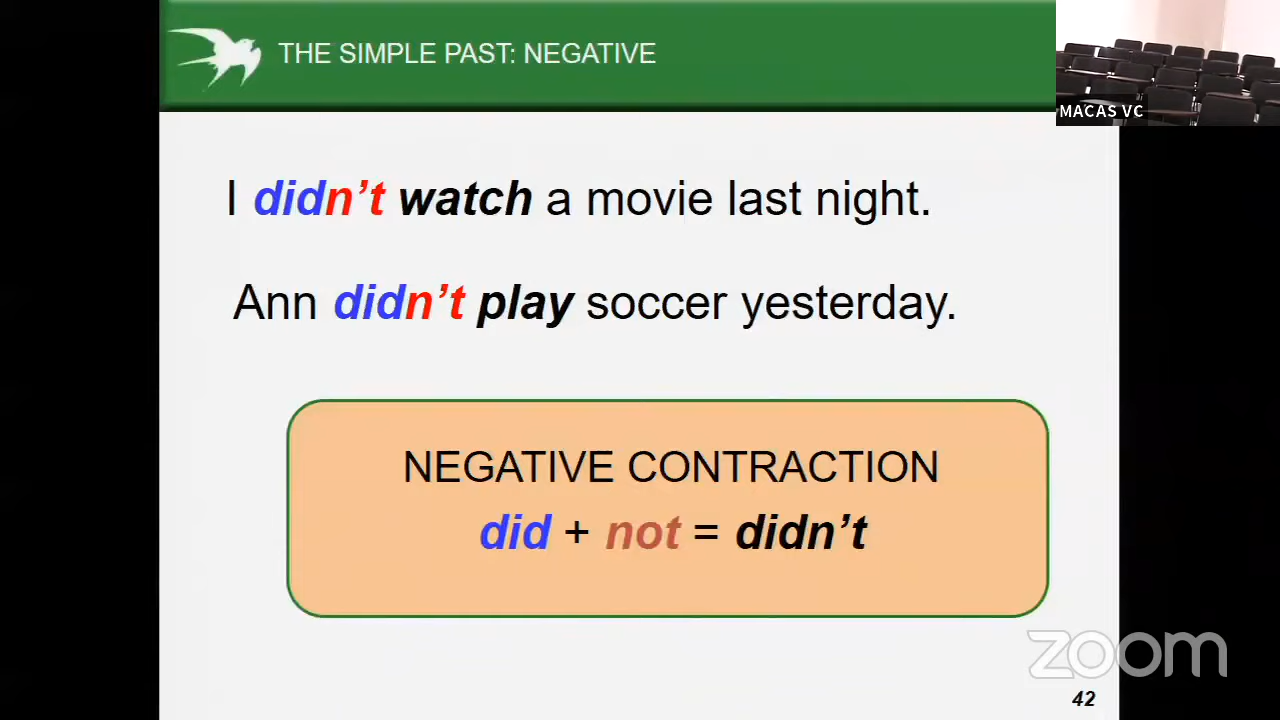 THE SIMPLE PAST: NEGATIVE
MACAS VC
I didn’t watch a movie last night.
Ann didn’t play soccer yesterday.
NEGATIVE CONTRACTION
did + not = didn’t
zoom
42